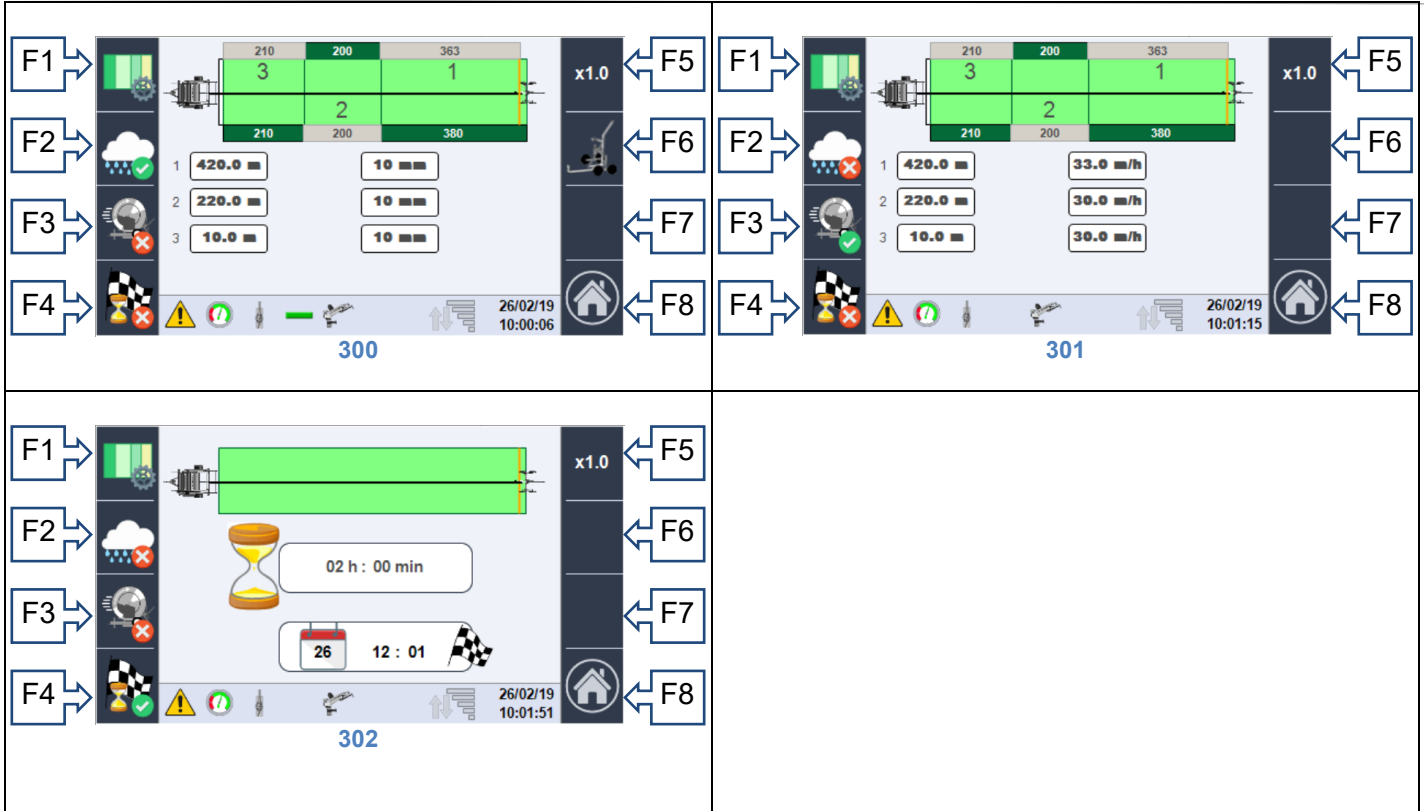 F1
210 200 363
x1.0
F5
3 1
F2
2
F6
210 200 380
1 420.0 m 10 mm
2 220.0 m 10 mm
F3
F7
3 10.0 m 10 mm
F4
26/02/19
10:00:06
F8
300
F1
210 200 363
x1.0
F5
3 1
F2
2
F6
210 200 380
1 420.0 m 33.0 m/h
2 220.0 m 30.0 m/h
F3
F7
3 10.0 m 30.0 m/h
F4
26/02/19
10:01:15
F8
301
F1
x1.0
F5
F2
F6
02 h : 00 min
F3
F7
26 12 : 01
F4
26/02/19
10:01:51
F8
302